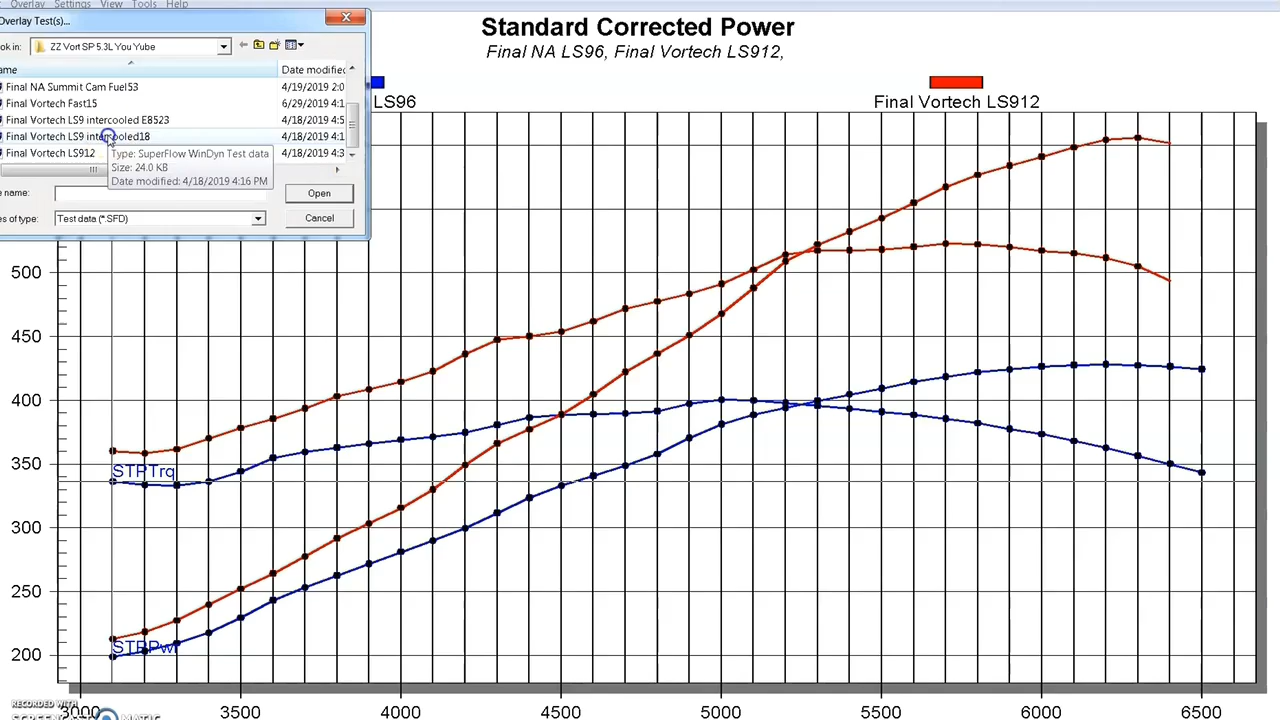 Overlay Settings View Tools Help
Overlay Test(s)...
ok in: ZZ Vort SP 5.3L You Yube
ame Date modified
Final NA Summit Cam Fuel53 4/19/2019 2:0
Final Vortech Fast15 6/29/2019 4:1
Final Vortech LS9 intercooled E8523 4/18/2019 4:5
Final Vortech LS9 intercooled18 4/18/2019 4:1
Final Vortech LS912 4/18/2019 4:3
Type: SuperFlow WinDyn Test data
Size: 24.0 KB
Date modified: 4/18/2019 4:16 PM
e name: Open
es of type: Test data (*.SFD) Cancel
Standard Corrected Power
Final NA LS96, Final Vortech LS912,
LS96 Final Vortech LS912
500
450
400
350
300
250
200
STPTrq
STPPwr
RECORDED WITH
3000 3500 4000 4500 5000 5500 6000 6500